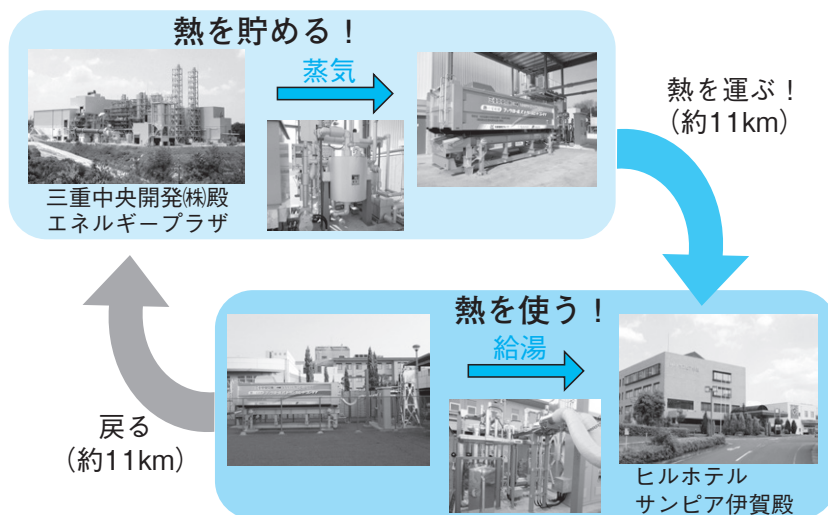 熱を貯める！
蒸気
三重中央開発㈱殿
エネルギープラザ
熱を運ぶ！
（約11km）
熱を使う！
給湯
ヒルホテル
サンピア伊賀殿
戻る
（約11km）